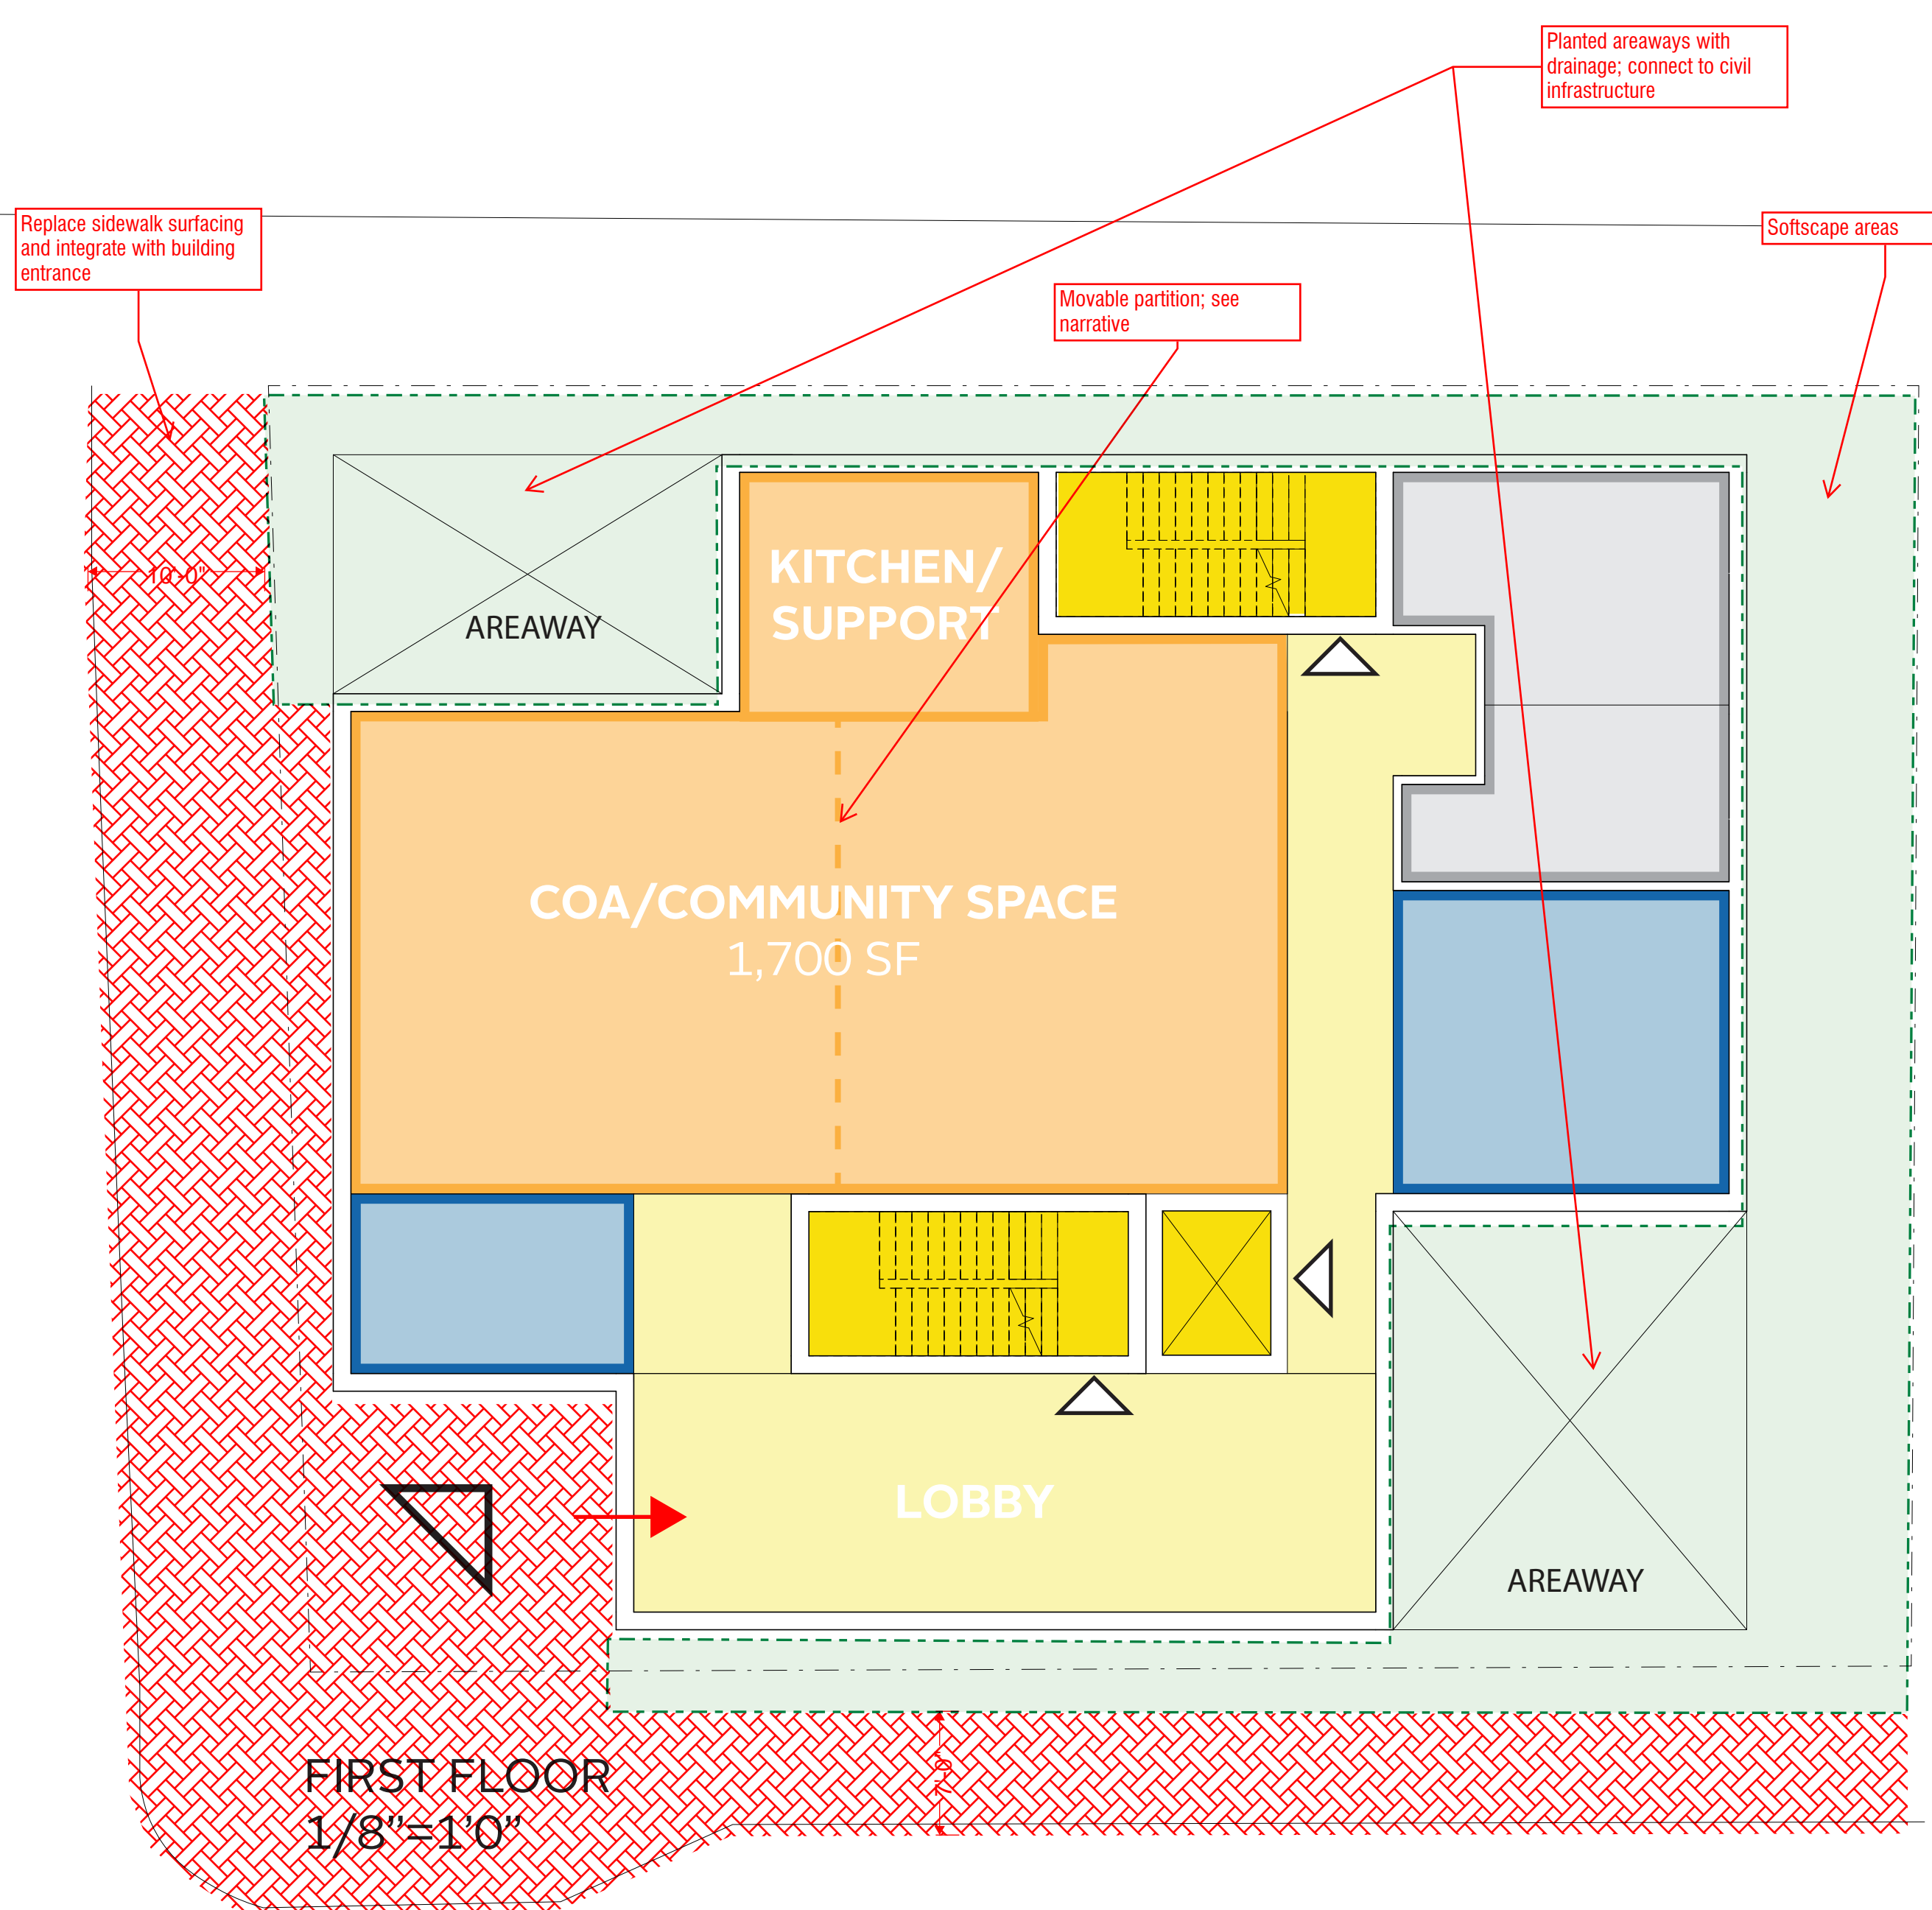 Planted areaways with
drainage; connect to civil
infrastructure
Replace sidewalk surfacing
and integrate with building
entrance
Softscape areas
Movable partition; see
narrative
10'-0"
KITCHEN/
SUPPORT
AREAWAY
COA/COMMUNITY SPACE
1,700 SF
LOBBY
AREAWAY
7'-0"
FIRST FLOOR
1/8”=1’0”